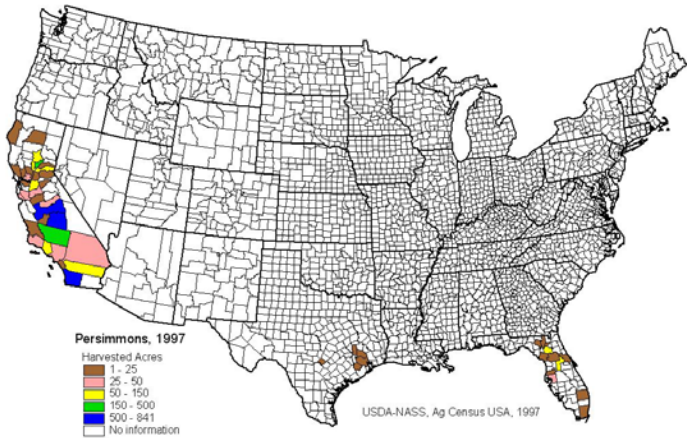 Persimmons, 1997
Harvested Acres
1 - 25
25 - 50
50 - 150
150 - 500
500 - 841
No information
USDA-NASS, Ag Census USA, 1997